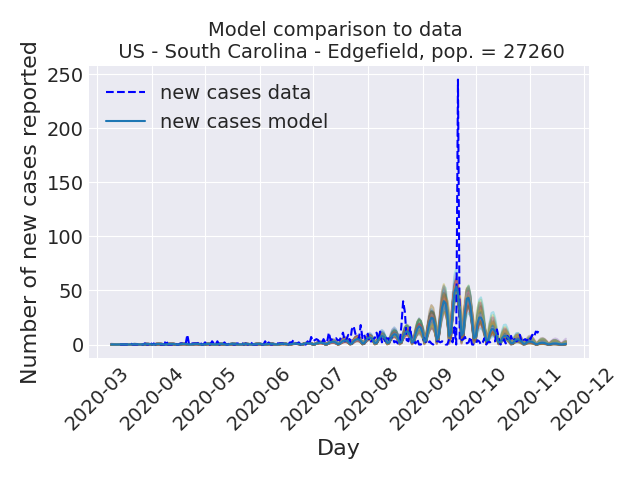 Model comparison to data
US - South Carolina - Edgefield, pop. = 27260
Number of new cases reported
250
200
150
100
50
0
new cases data
new cases model
2020-03
2020-04
2020-05
2020-06
2020-07
2020-08
2020-09
2020-10
2020-11
2020-12
Day